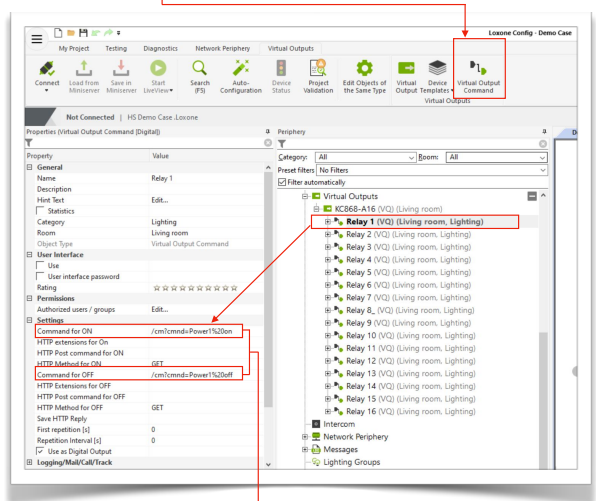 Loxone Config - Demo Case
My Project Testing Diagnostics Network Periphery Virtual Outputs
Connect
Load from Miniserver
Save in Miniserver
Start LiveView
Search (F5)
Auto-Configuration
Device Status
Project Validation
Edit Objects of the Same Type
Virtual Output
Device Templates
Virtual Output Command
Virtual Outputs
Not Connected | HS Demo Case .Loxone
Properties (Virtual Output Command [Digital])
Property Value
General
Name Relay 1
Description
Hint Text Edit...
Statistics
Category Lighting
Room Living room
Object Type Virtual Output Command
User Interface
Use
User interface password
Rating
Permissions
Authorized users / groups Edit...
Settings
Command for ON /cm?cmnd=Power1%20on
HTTP extensions for On
HTTP Post command for ON
HTTP Method for ON GET
Command for OFF /cm?cmnd=Power1%20off
HTTP Extensions for OFF
HTTP Post command for OFF
HTTP Method for OFF GET
Save HTTP Reply
First repetition [s] 0
Repetition Interval [s] 0
Use as Digital Output
Logging/Mail/Call/Track
Periphery
Category: All Room: All
Preset filters No Filters
Filter automatically
Virtual Outputs
KC868-A16 (VQ) (Living room)
Relay 1 (VQ) (Living room, Lighting)
Relay 2 (VQ) (Living room, Lighting)
Relay 3 (VQ) (Living room, Lighting)
Relay 4 (VQ) (Living room, Lighting)
Relay 5 (VQ) (Living room, Lighting)
Relay 6 (VQ) (Living room, Lighting)
Relay 7 (VQ) (Living room, Lighting)
Relay 8_ (VQ) (Living room, Lighting)
Relay 9 (VQ) (Living room, Lighting)
Relay 10 (VQ) (Living room, Lighting)
Relay 11 (VQ) (Living room, Lighting)
Relay 12 (VQ) (Living room, Lighting)
Relay 13 (VQ) (Living room, Lighting)
Relay 14 (VQ) (Living room, Lighting)
Relay 15 (VQ) (Living room, Lighting)
Relay 16 (VQ) (Living room, Lighting)
Intercom
Network Periphery
Messages
Lighting Groups